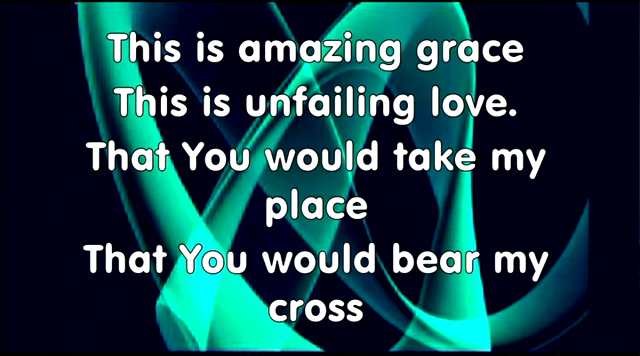 This is amazing grace
This is unfailing love.
That You would take my
place
That You would bear my
cross